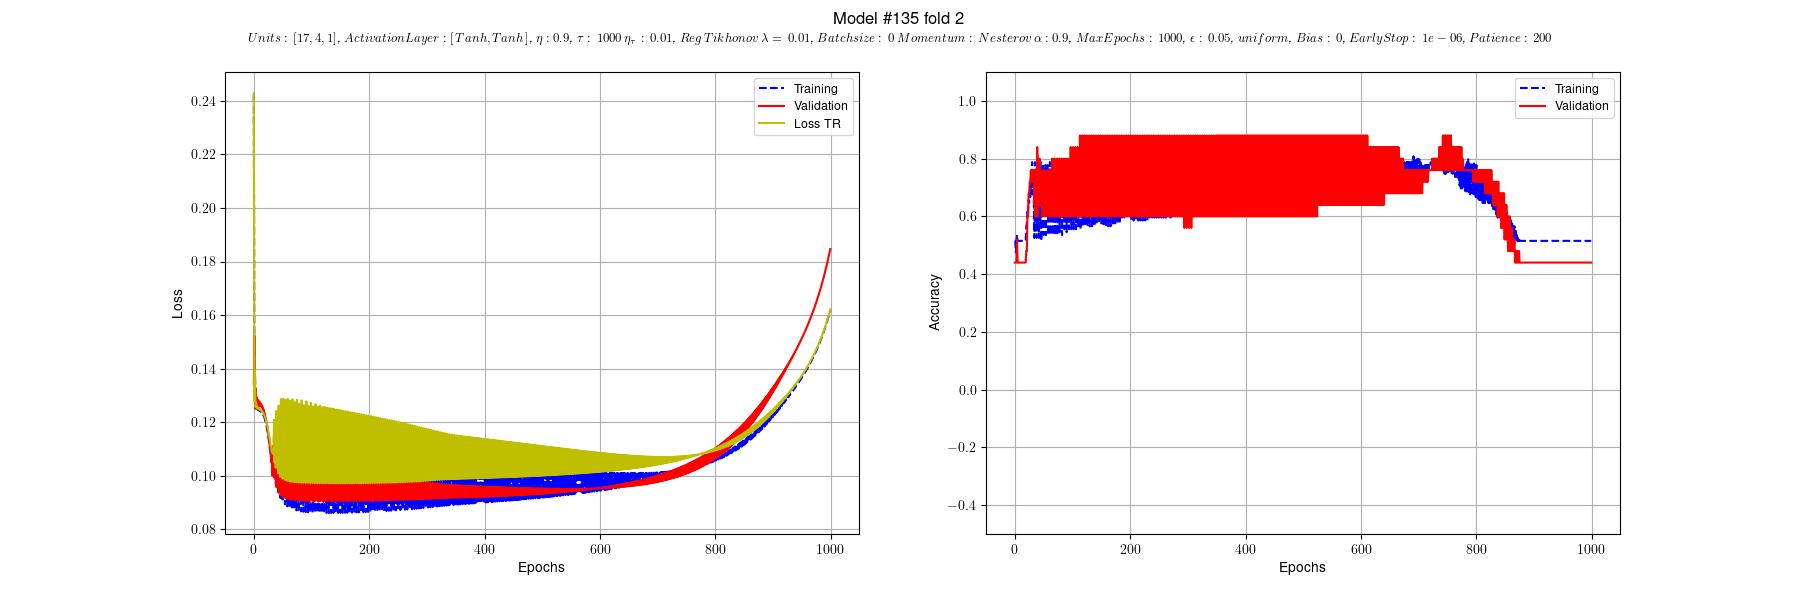 Model #135 fold 2
Units : [17, 4, 1], ActivationLayer : [Tanh, Tanh], η : 0.9, τ : 1000 η_τ : 0.01, Reg Tikhonov λ = 0.01, Batchsize : 0 Momentum : Nesterov α : 0.9, MaxEpochs : 1000, ϵ : 0.05, uniform, Bias : 0, EarlyStop : 1e − 06, Patience : 200
0.24
0.22
0.20
0.18
0.16
0.14
0.12
0.10
0.08
Loss
0 200 400 600 800 1000
Epochs
Training
Validation
Loss TR
1.0
0.8
0.6
0.4
0.2
0.0
−0.2
−0.4
Accuracy
0 200 400 600 800 1000
Epochs
Training
Validation